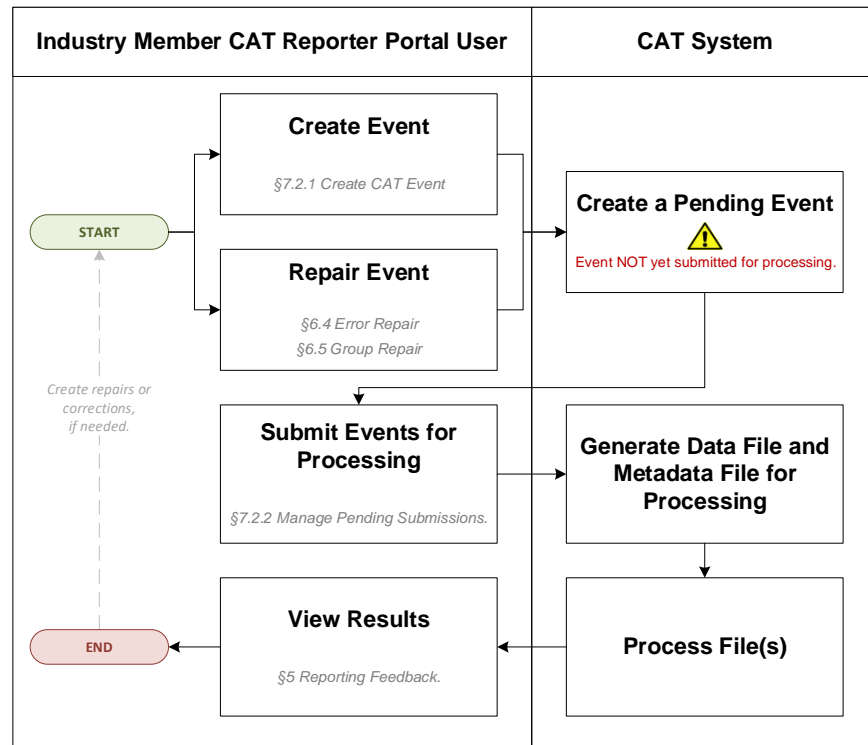 Industry Member CAT Reporter Portal User
CAT System
Create Event
§7.2.1 Create CAT Event
START
Repair Event
§6.4 Error Repair
§6.5 Group Repair
Create a Pending Event
Event NOT yet submitted for processing.
Create repairs or
corrections,
if needed.
Submit Events for
Processing
§7.2.2 Manage Pending Submissions.
Generate Data File and
Metadata File for
Processing
END
View Results
§5 Reporting Feedback.
Process File(s)